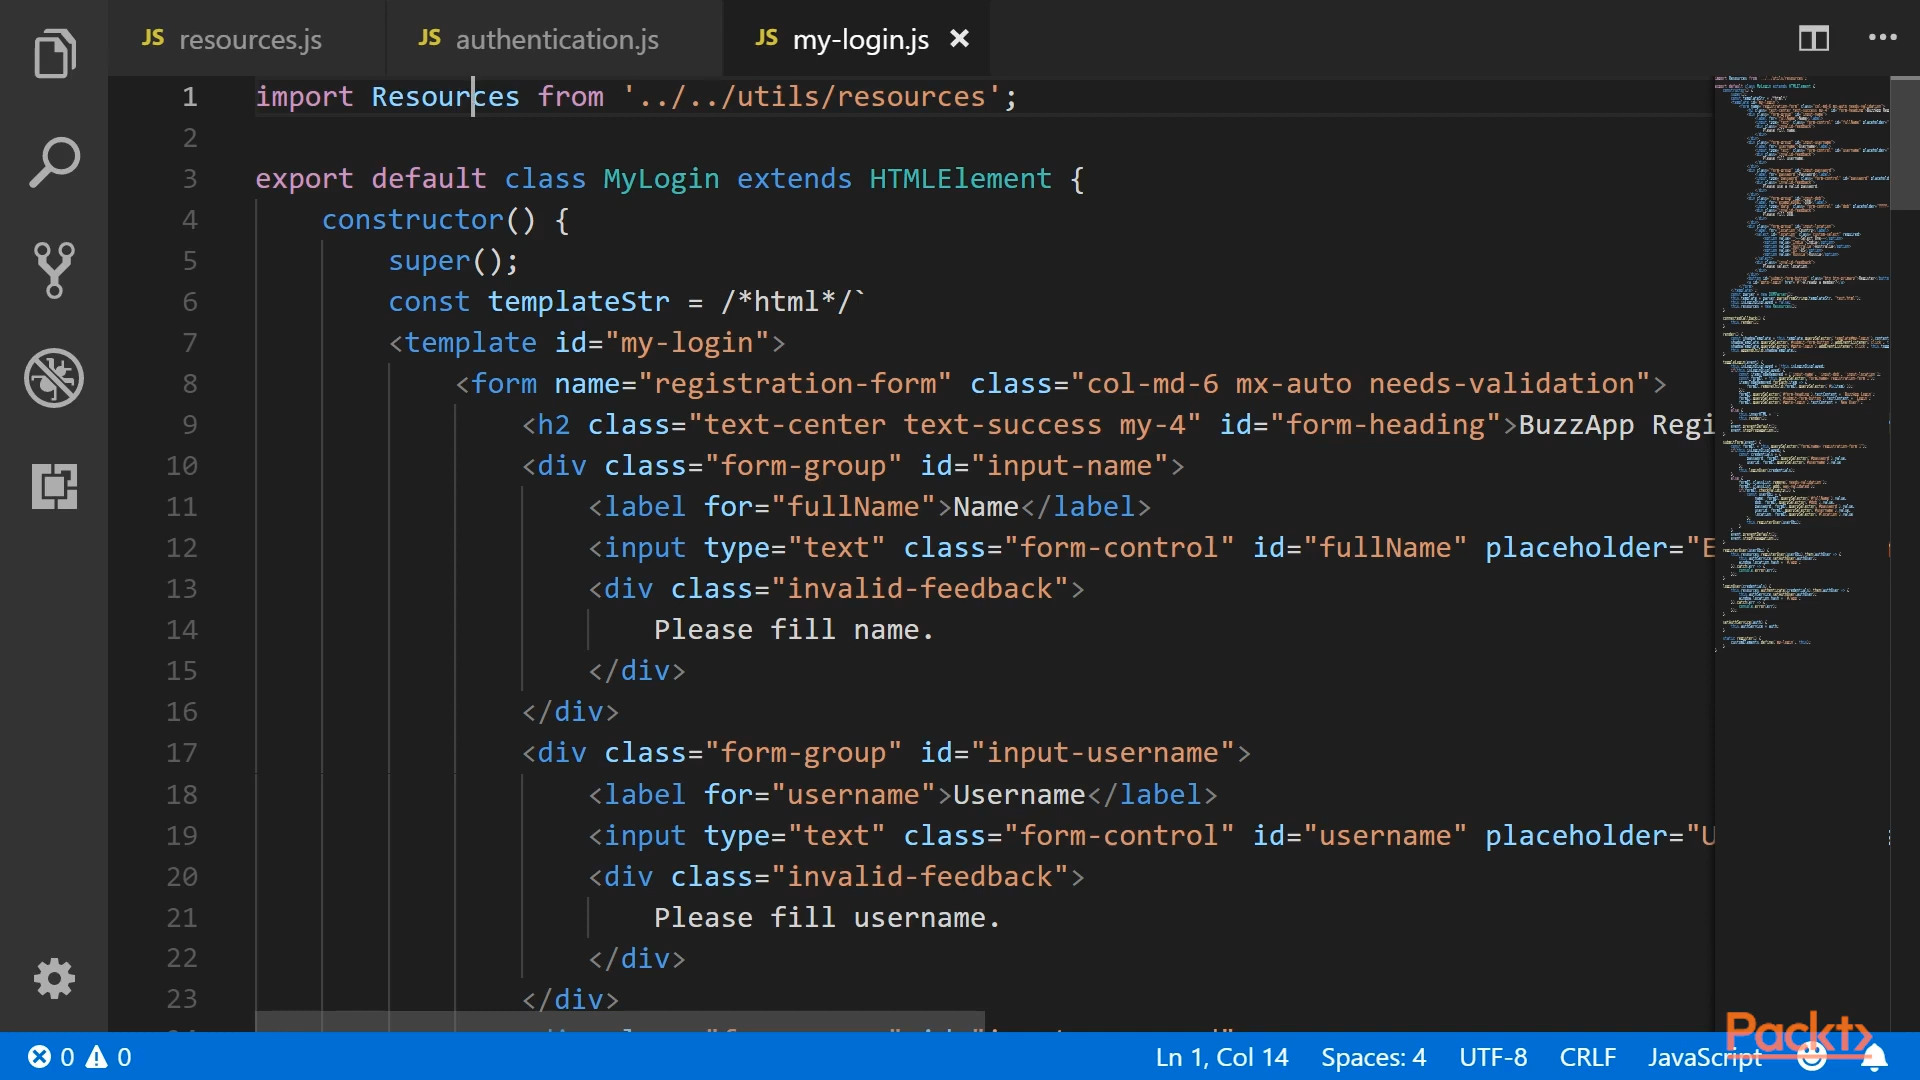 JS resources.js JS authentication.js JS my-login.js
1 import Resources from '../../utils/resources';
2
3 export default class MyLogin extends HTMLElement {
4 constructor() {
5 super();
6 const templateStr = /*html*/`
7 <template id="my-login">
8 <form name="registration-form" class="col-md-6 mx-auto needs-validation">
9 <h2 class="text-center text-success my-4" id="form-heading">BuzzApp Regi
10 <div class="form-group" id="input-name">
11 <label for="fullName">Name</label>
12 <input type="text" class="form-control" id="fullName" placeholder="E
13 <div class="invalid-feedback">
14 Please fill name.
15 </div>
16 </div>
17 <div class="form-group" id="input-username">
18 <label for="username">Username</label>
19 <input type="text" class="form-control" id="username" placeholder="U
20 <div class="invalid-feedback">
21 Please fill username.
22 </div>
23 </div>
Packt>
0 0 Ln 1, Col 14 Spaces: 4 UTF-8 CRLF JavaScript